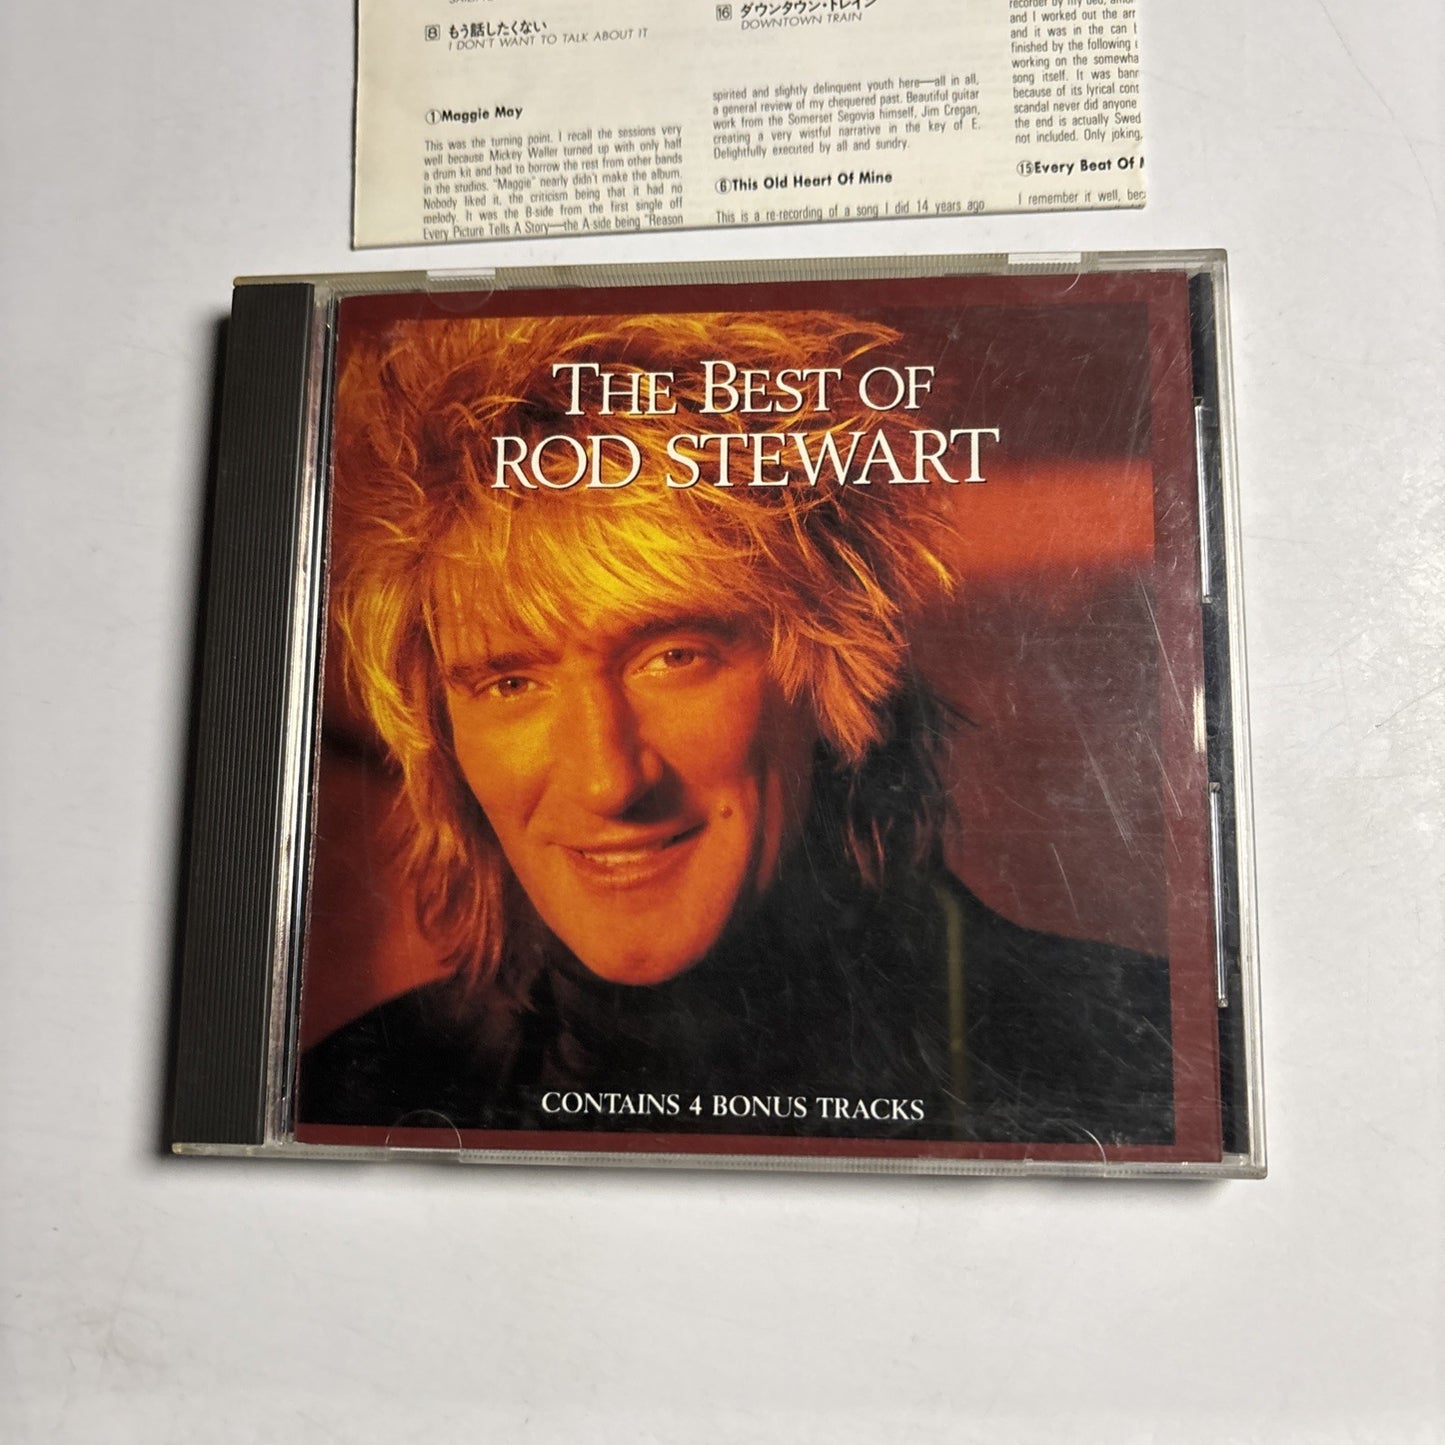 8 もう話したくない
I DON'T WANT TO TALK ABOUT IT
①Maggie May
This was the turning point. I recall the sessions very
well because Mickey Waller turned up with only half
a drum kit and had to borrow the rest from other bands
in the studios. "Maggie" nearly didn't make the album.
Nobody liked it, the criticism being that it had no
melody. It was the B-side from the first single off
Every Picture Tells A Story—the A-side being "Reason
16 ダウンタウン・トレイン
DOWNTOWN TRAIN
spirited and slightly delinquent youth here—all in all,
a general review of my chequered past. Beautiful guitar
work from the Somerset Segovia himself, Jim Cregan,
creating a very wistful narrative in the key of E.
Delightfully executed by all and sundry.
⑥This Old Heart Of Mine
This is a re-recording of a song I did 14 years ago
recorder by my bed,
and I worked out the arr
and it was in the can
finished by the following
working on the somewha
song itself. It was bann
because of its lyrical cont
scandal never did anyone
the end is actually Swed
not included. Only joking,
⑮Every Beat Of
I remember it well, bec
THE BEST OF
ROD STEWART
CONTAINS 4 BONUS TRACKS